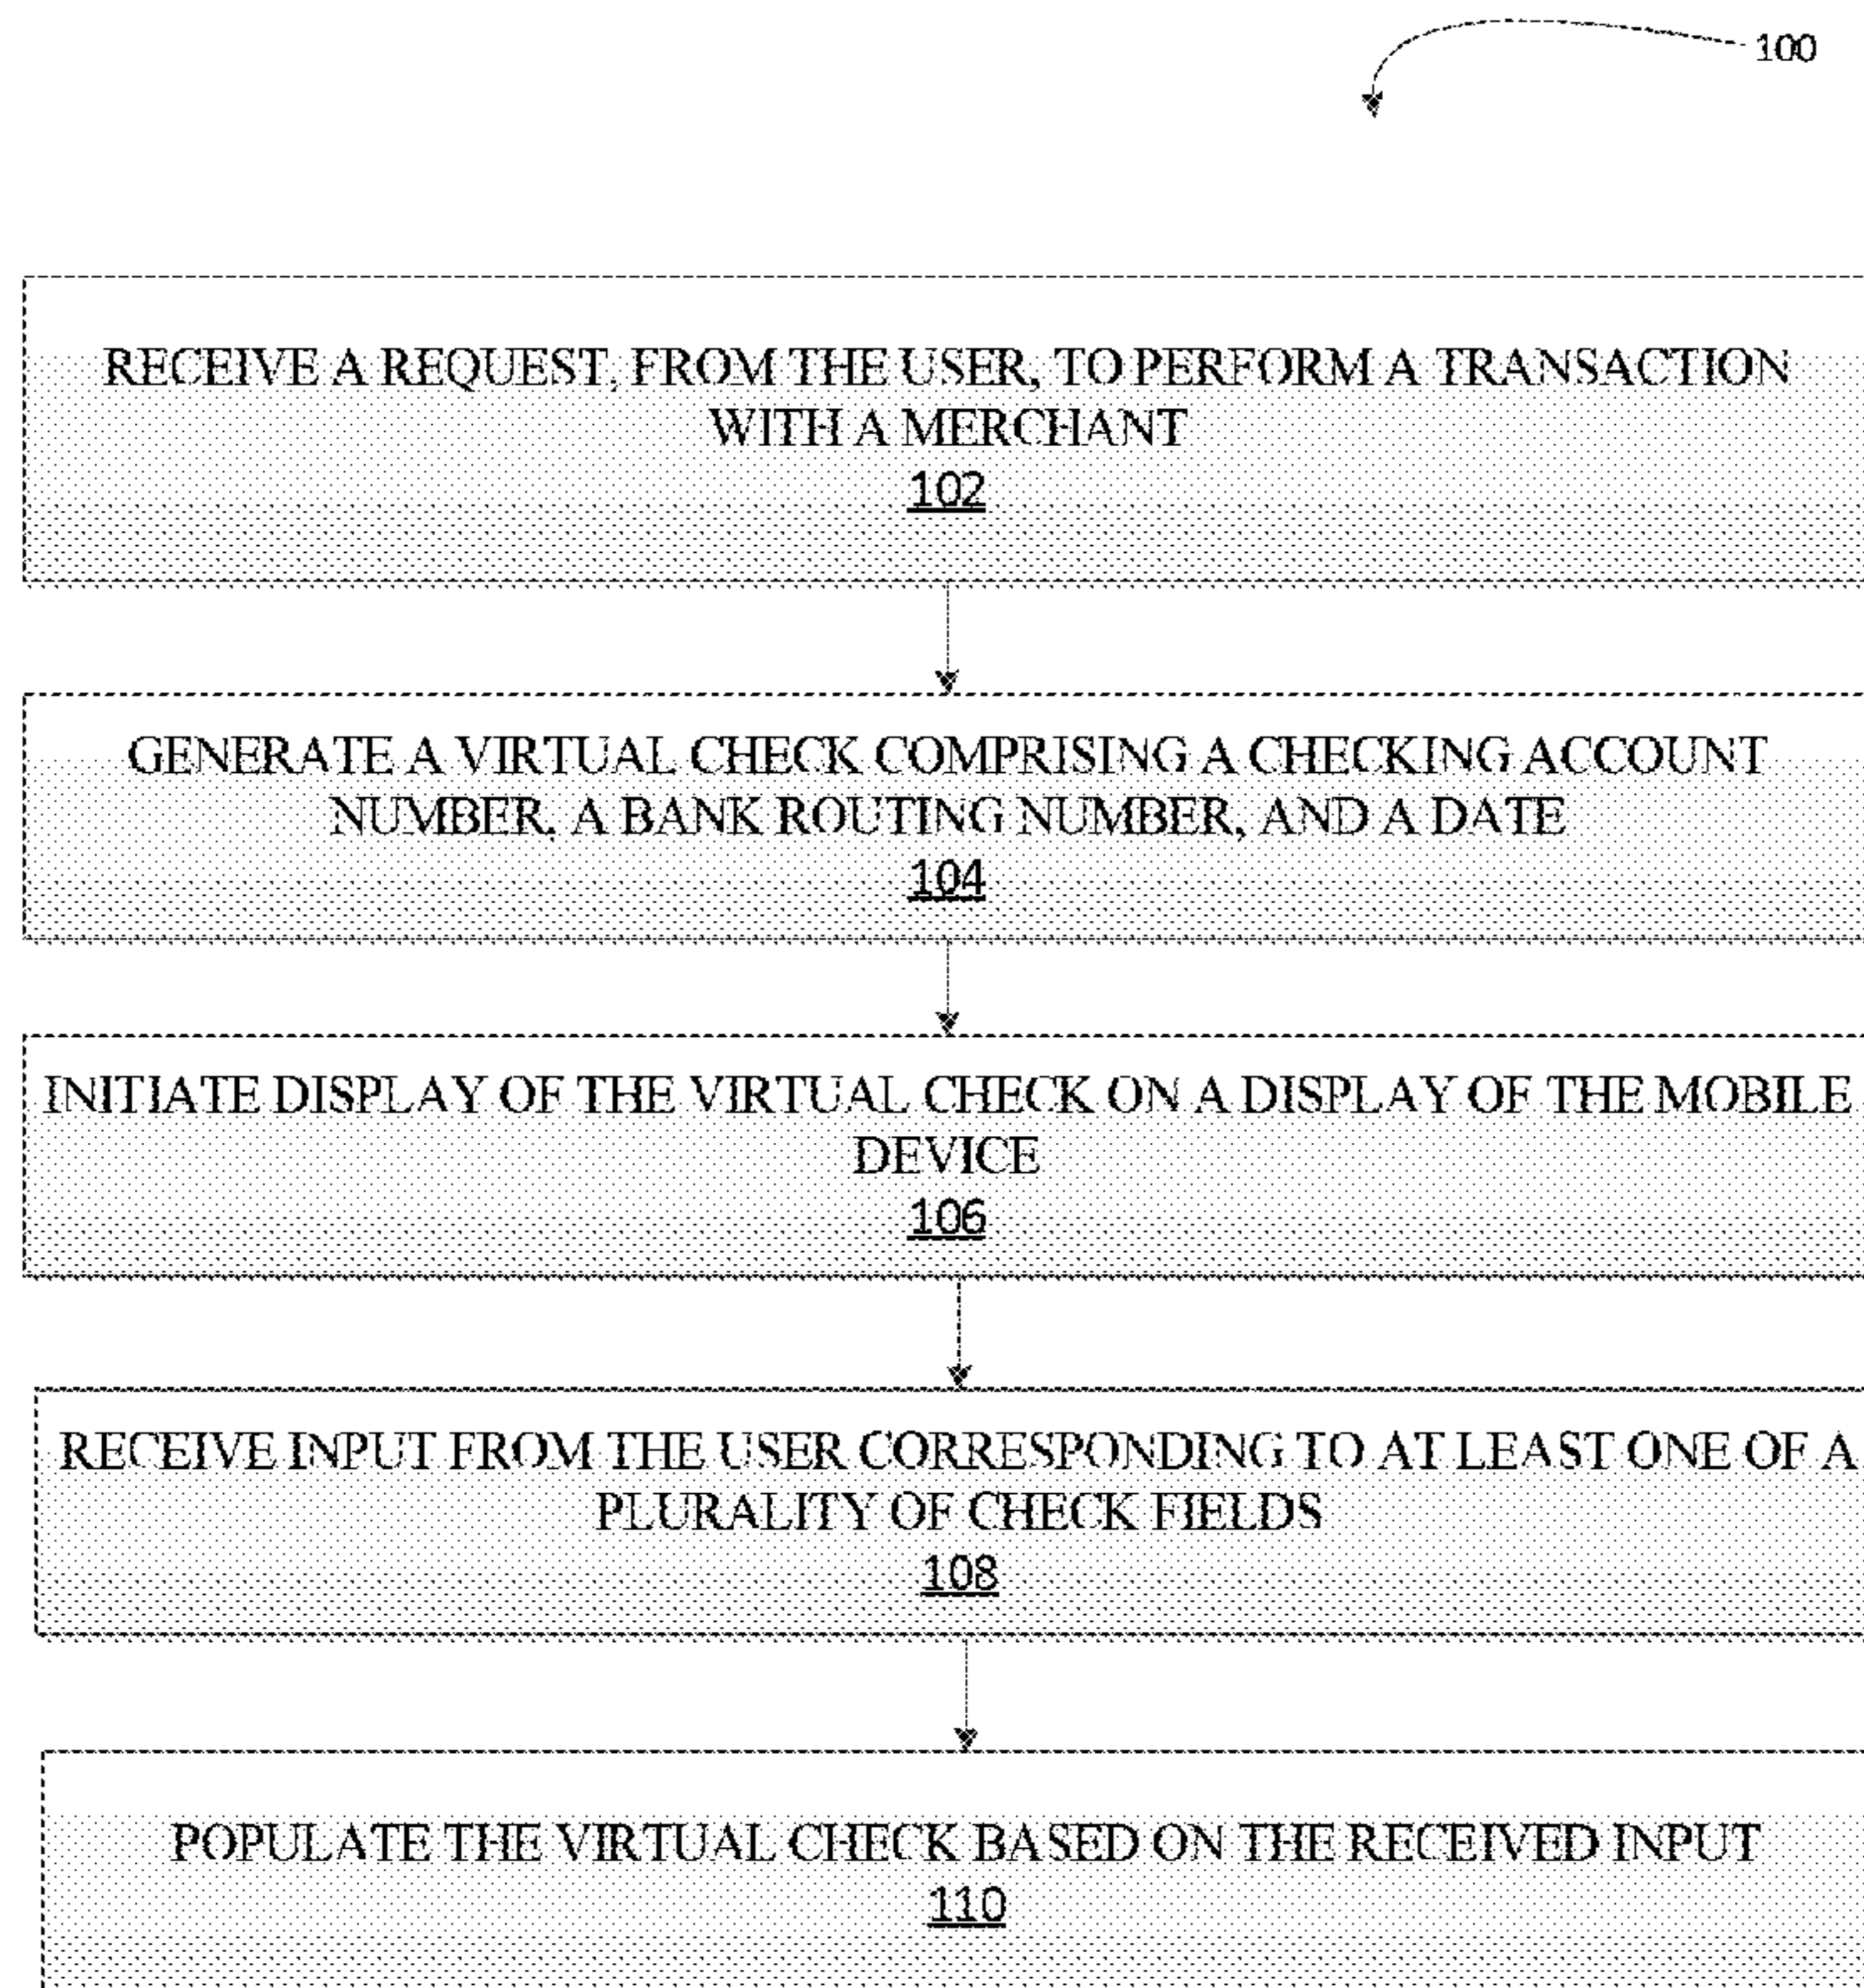 100
RECEIVE A REQUEST, FROM THE USER, TO PERFORM A TRANSACTION
WITH A MERCHANT
102
GENERATE A VIRTUAL CHECK COMPRISING A CHECKING ACCOUNT
NUMBER, A BANK ROUTING NUMBER, AND A DATE
104
INITIATE DISPLAY OF THE VIRTUAL CHECK ON A DISPLAY OF THE MOBILE
DEVICE
106
RECEIVE INPUT FROM THE USER CORRESPONDING TO AT LEAST ONE OF A
PLURALITY OF CHECK FIELDS
108
POPULATE THE VIRTUAL CHECK BASED ON THE RECEIVED INPUT
110